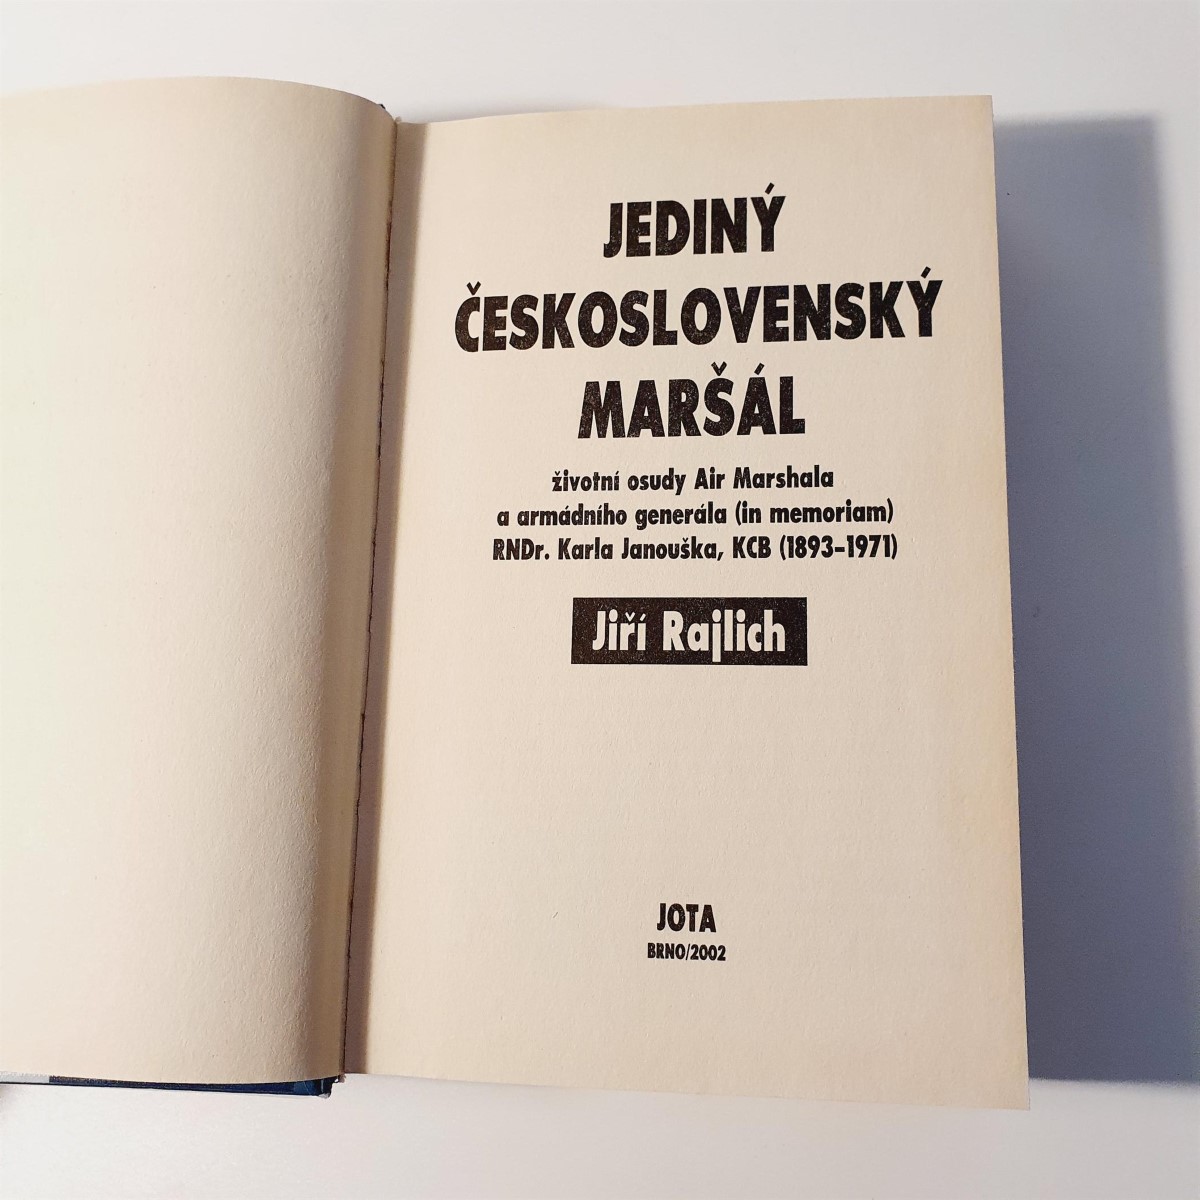 JEDINÝ
ČESKOSLOVENSKÝ
MARŠÁL
životní osudy Air Marshala
a armádního generála (in memoriam)
RNDr. Karla Janouška, KCB (1893–1971)
Jiří Rajlich
JOTA
BRNO/2002